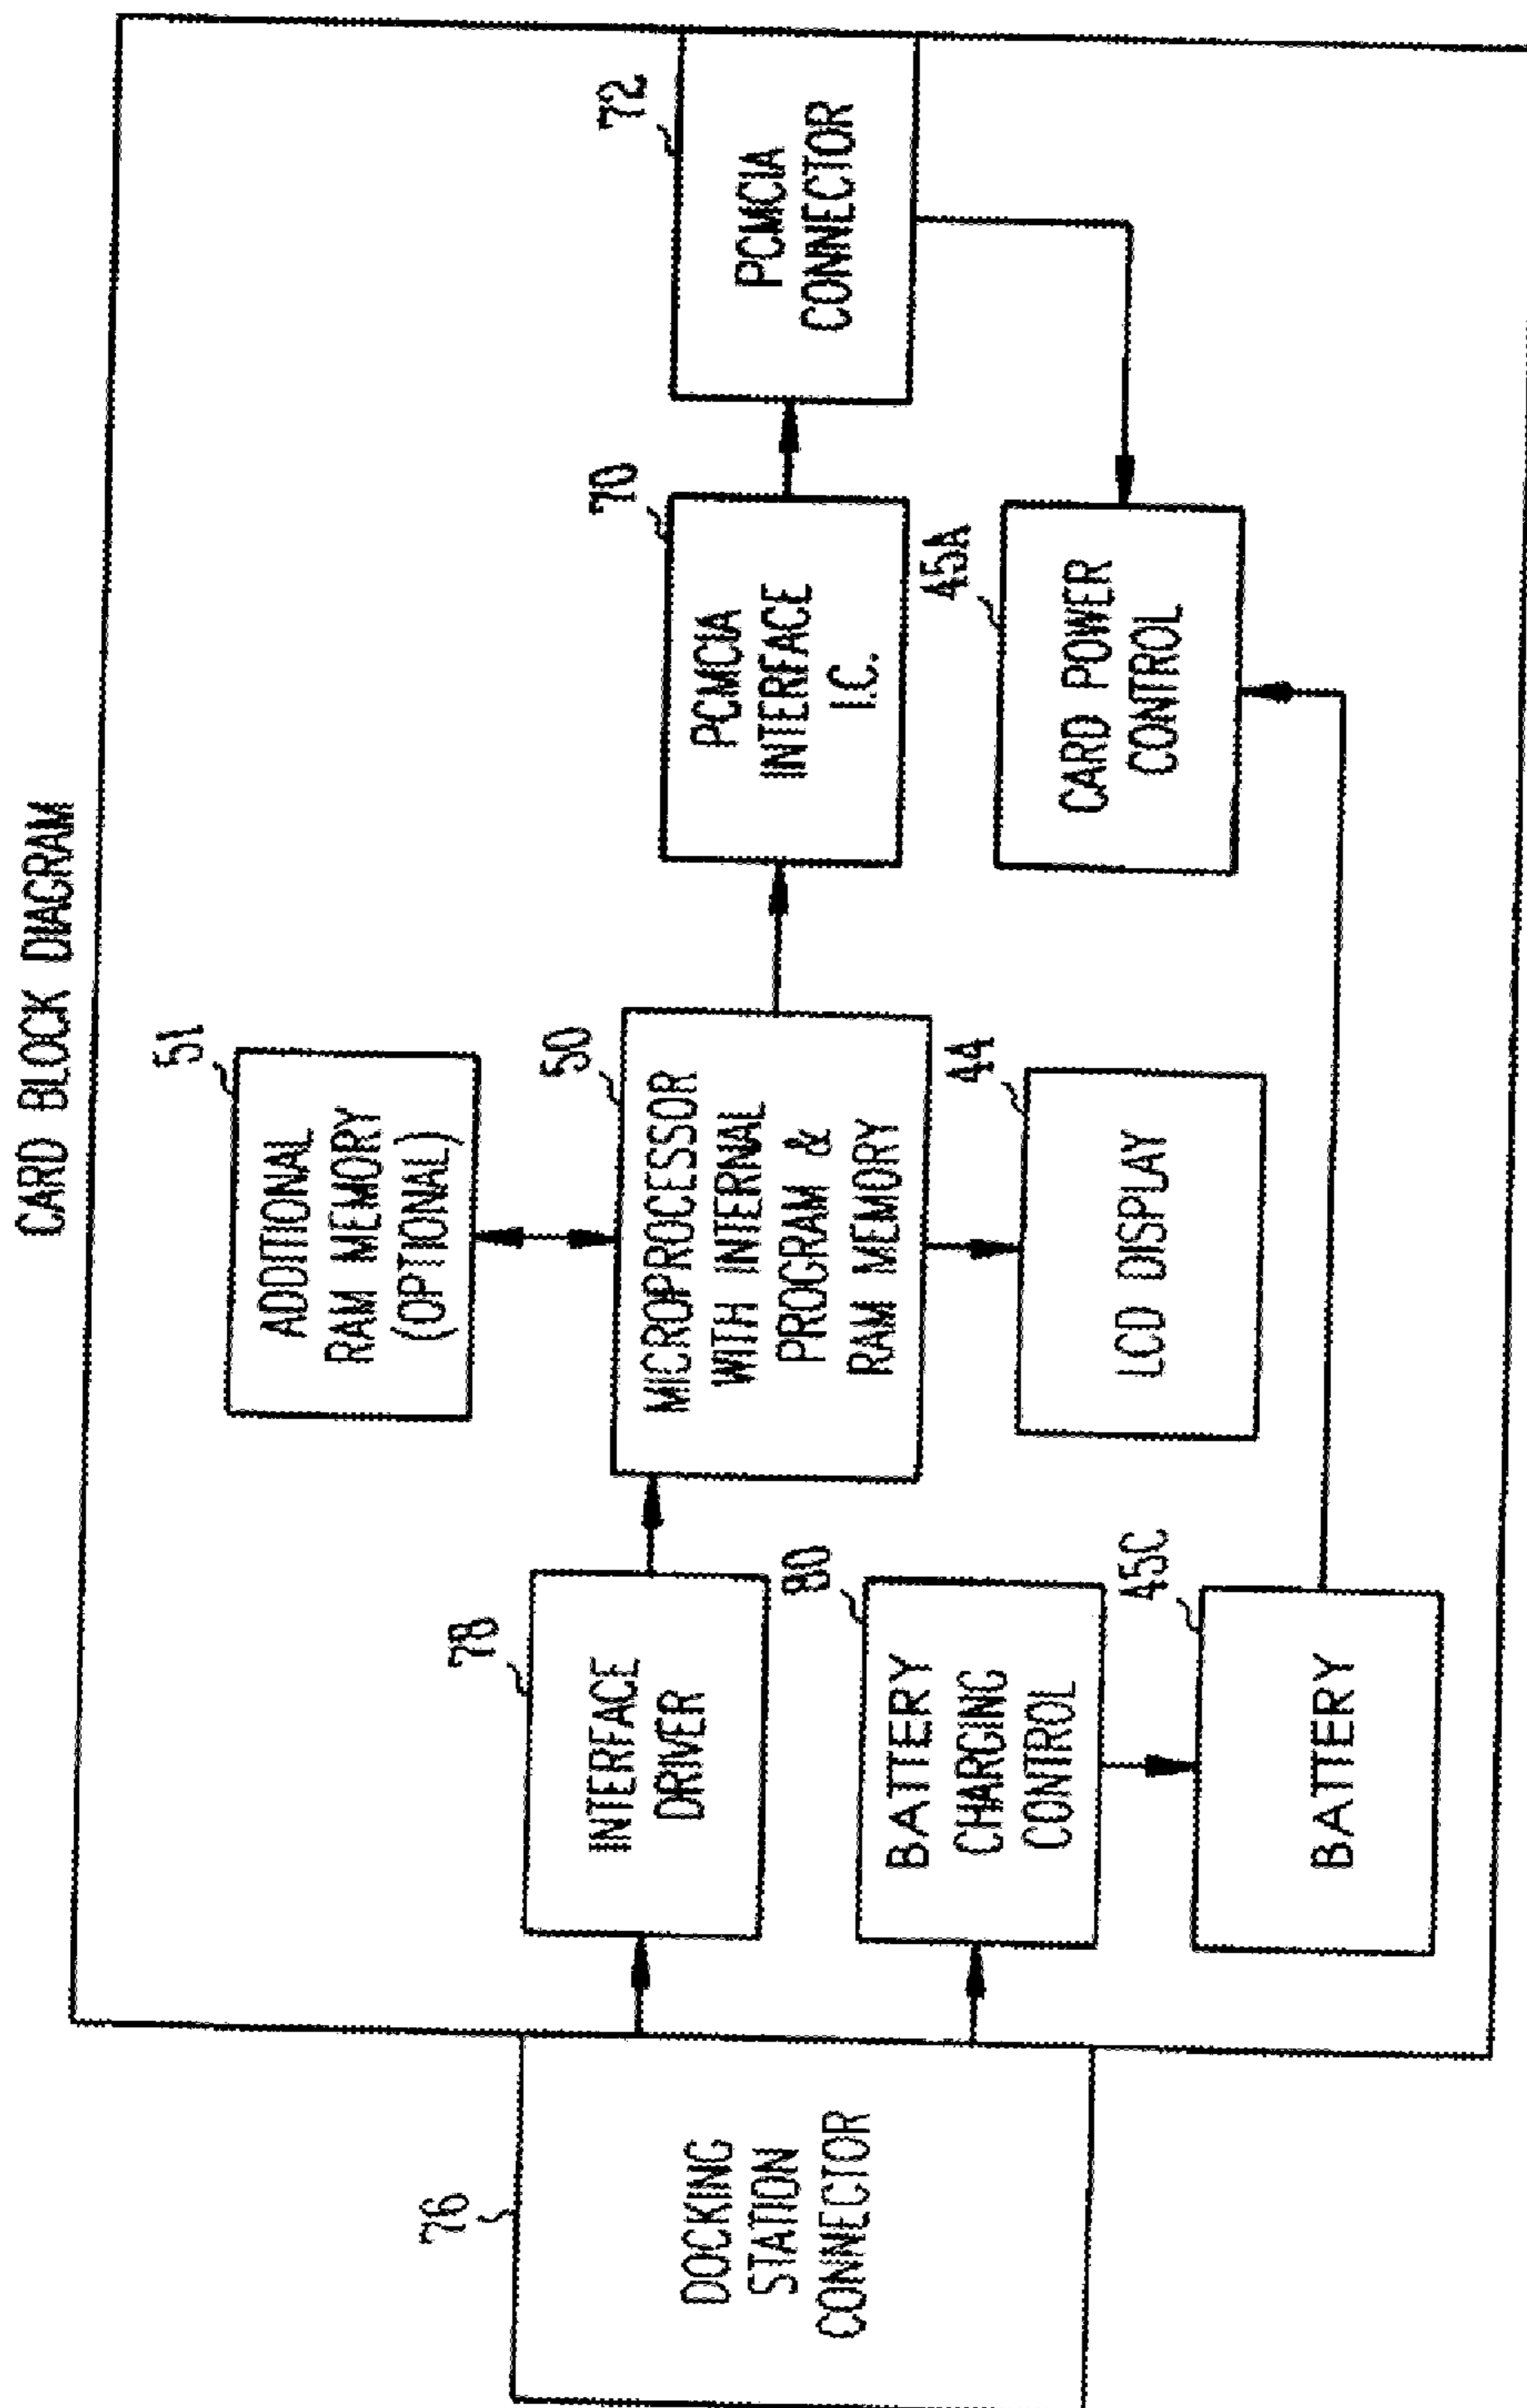 CARD BLOCK DIAGRAM
51
ADDITIONAL
RAM MEMORY
(OPTIONAL)
76
DOCKING
STATION
CONNECTOR
78
INTERFACE
DRIVER
50
MICROPROCESSOR
WITH INTERNAL
PROGRAM &
RAM MEMORY
70
PCMCIA
INTERFACE
I.C.
72
PCMCIA
CONNECTOR
80
BATTERY
CHARGING
CONTROL
44
LCD DISPLAY
45A
CARD POWER
CONTROL
45C
BATTERY